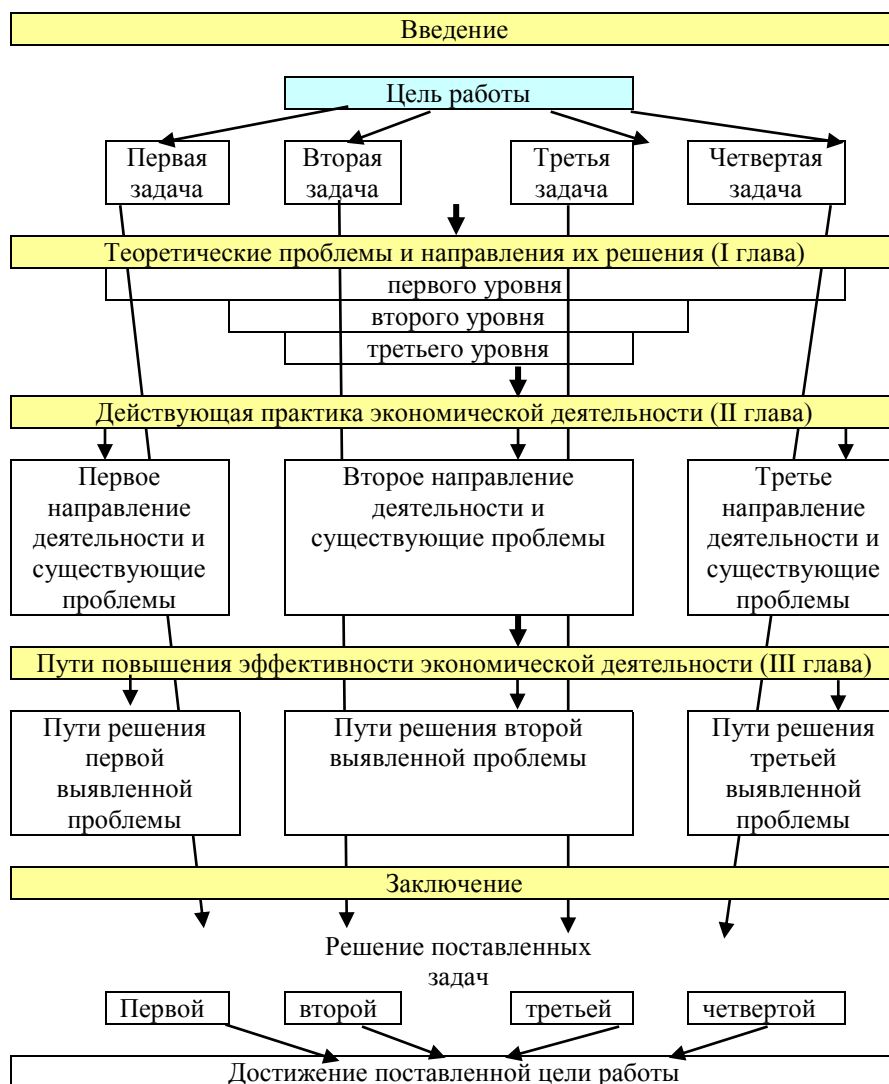 Введение
Цель работы
Первая
задача
Вторая
задача
Третья
задача
Четвертая
задача
Теоретические проблемы и направления их решения (I глава)
первого уровня
второго уровня
третьего уровня
Действующая практика экономической деятельности (II глава)
Первое
направление
деятельности и
существующие
проблемы
Второе направление
деятельности и
существующие проблемы
Третье
направление
деятельности и
существующие
проблемы
Пути повышения эффективности экономической деятельности (III глава)
Пути решения
первой
выявленной
проблемы
Пути решения второй
выявленной проблемы
Пути решения
третьей
выявленной
проблемы
Заключение
Решение поставленных
задач
Первой
второй
третьей
четвертой
Достижение поставленной цели работы